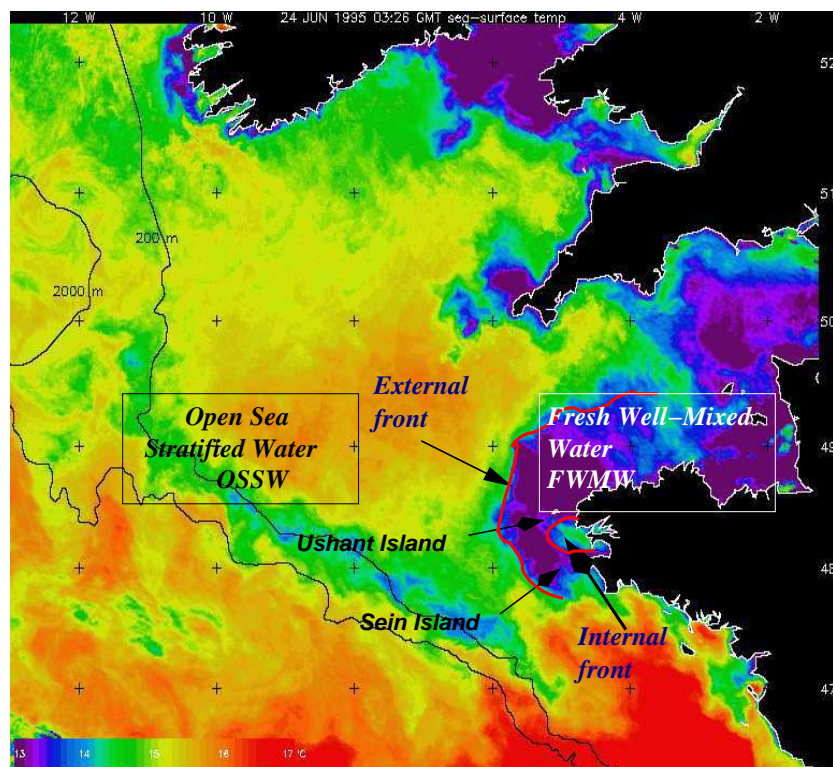 12 W
10 W
24 JUN 1995 03:26 GMT sea-surface temp
4 W
2 W
52
51
200 m
2000 m
50
External
front
Open Sea
Stratified Water
OSSW
Fresh Well-Mixed
Water
FWMW
49
Ushant Island
48
Sein Island
Internal
front
47
13 14 15 16 17 °C